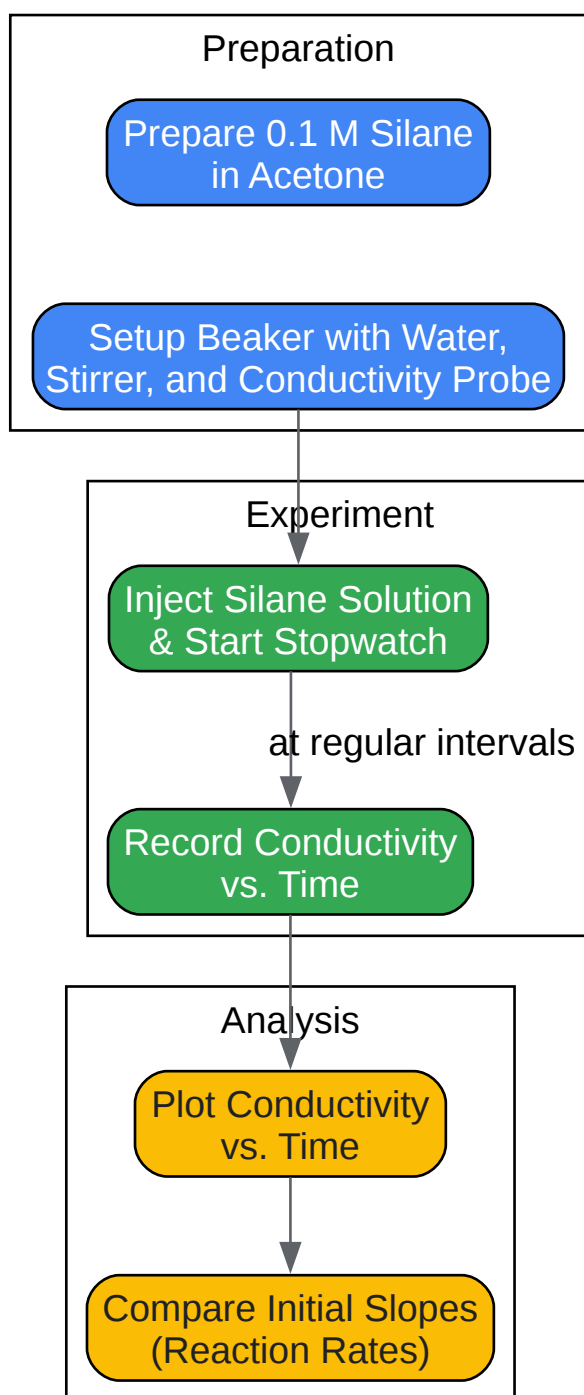 Preparation
Prepare 0.1 M Silane
in Acetone
Setup Beaker with Water,
Stirrer, and Conductivity Probe
Experiment
Inject Silane Solution
& Start Stopwatch
at regular intervals
Record Conductivity
vs. Time
Analysis
Plot Conductivity
vs. Time
Compare Initial Slopes
(Reaction Rates)